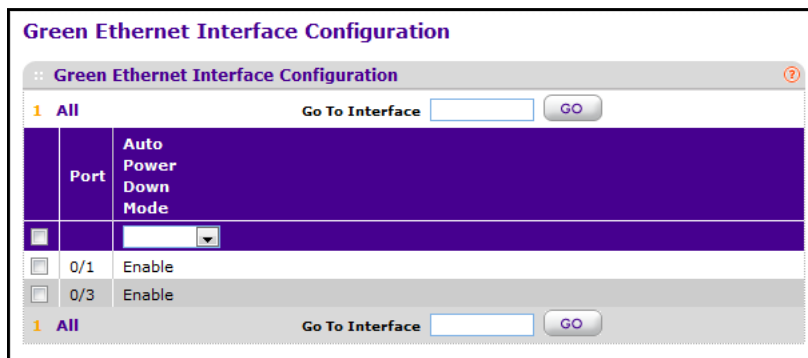 Green Ethernet Interface Configuration
Green Ethernet Interface Configuration ?
1 All Go To Interface GO
Port Auto
Power
Down
Mode
0/1 Enable
0/3 Enable
1 All Go To Interface GO